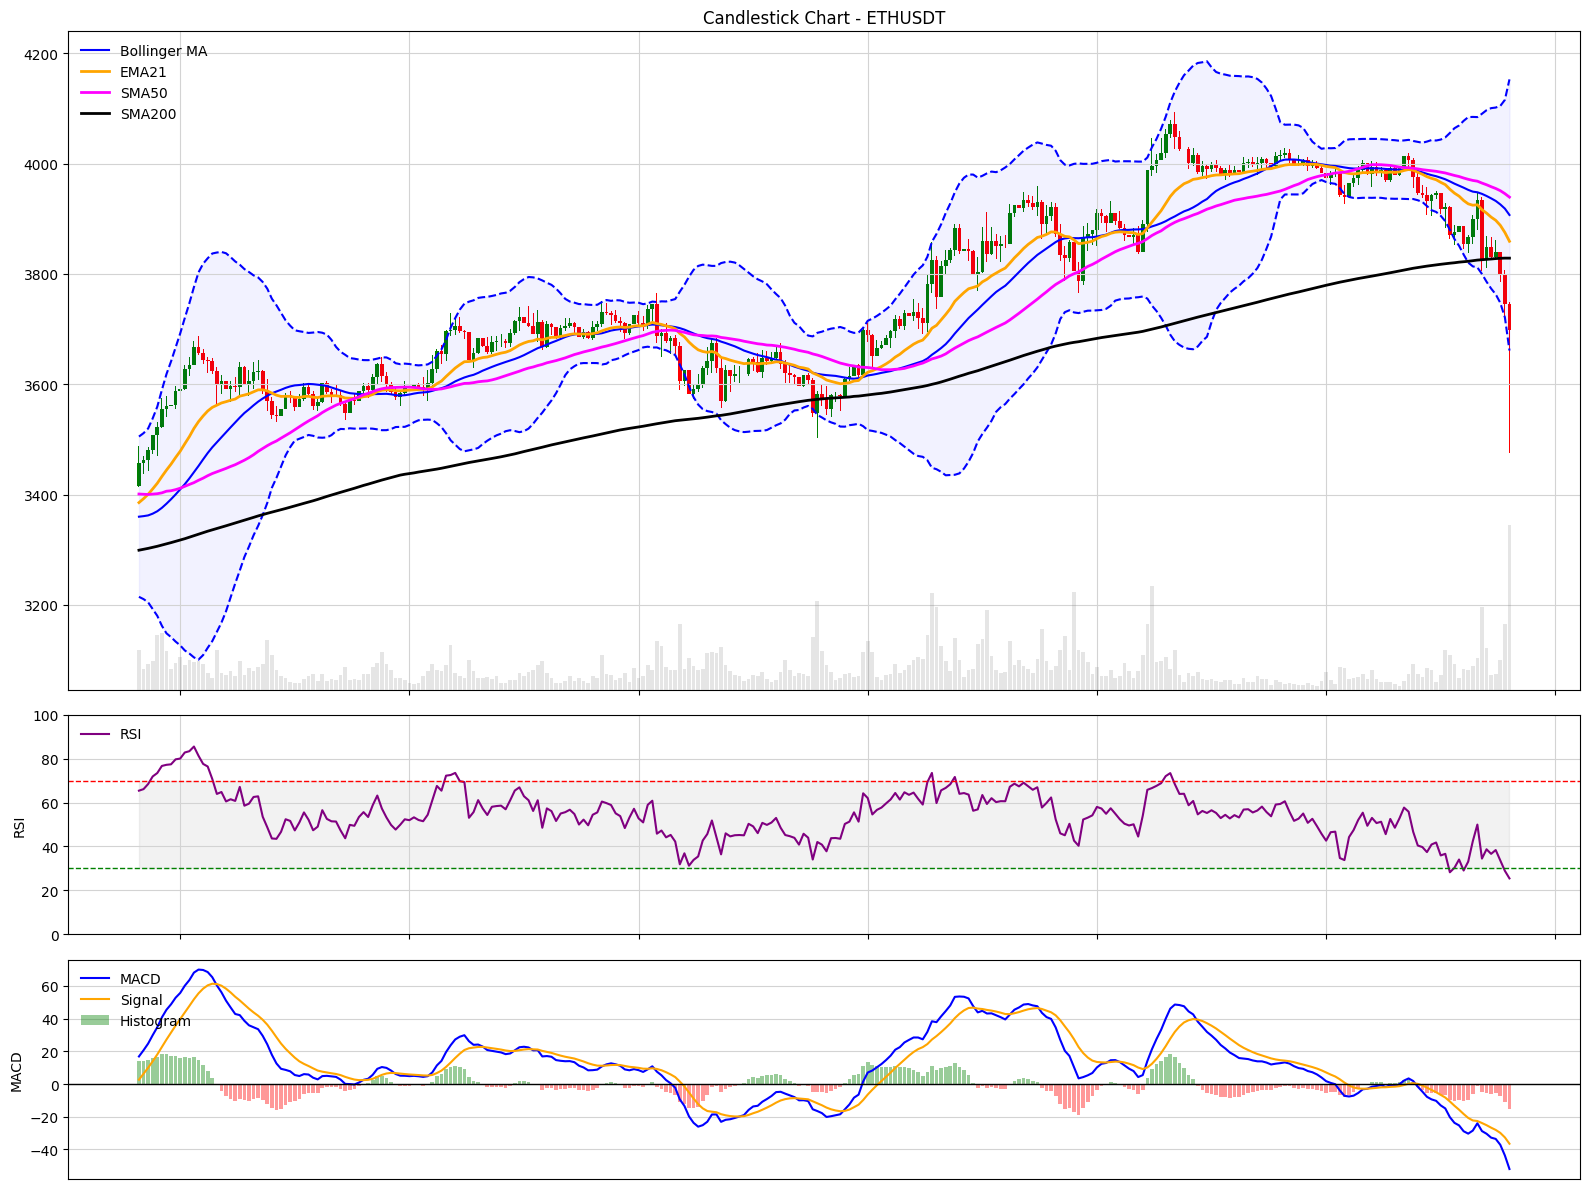 Candlestick Chart - ETHUSDT
Bollinger MA
EMA21
SMA50
SMA200
4200
4000
3800
3600
3400
3200
RSI
RSI
100
80
60
40
20
0
MACD
Signal
Histogram
MACD
60
40
20
0
−20
−40